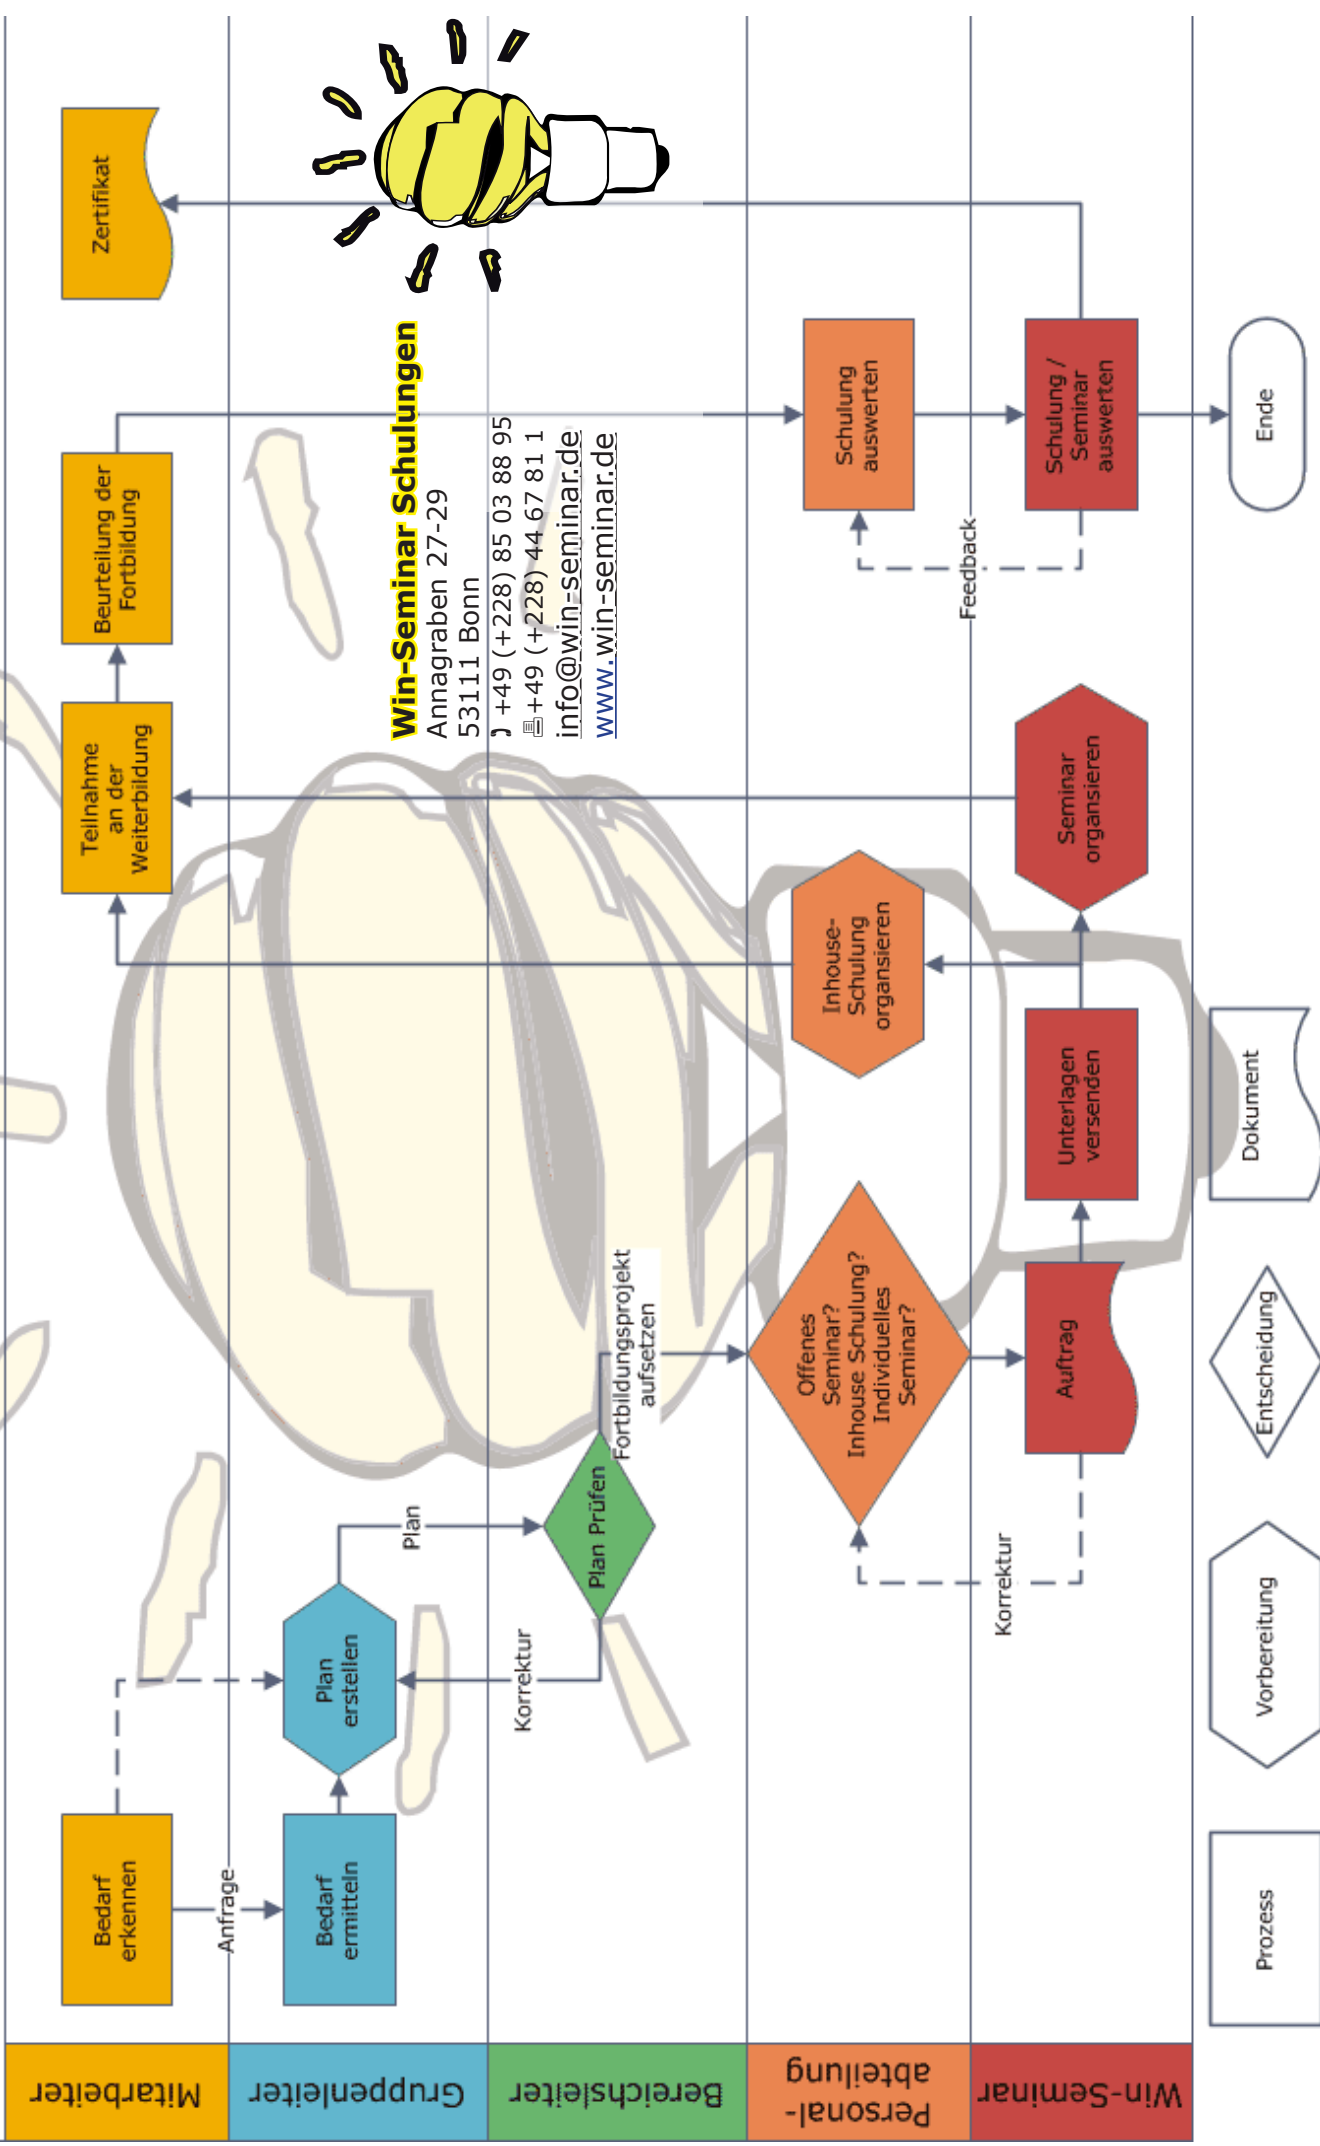 Mitarbeiter
Bedarf
erkennen
Teilnahme
an der
Weiterbildung
Beurteilung der
Fortbildung
Zertifikat
Anfrage
Gruppenleiter
Bedarf
ermitteln
Plan
erstellen
Plan
Win-Seminar Schulungen
Annagraben 27-29
53111 Bonn
+49 (+228) 85 03 88 95
+49 (+228) 44 67 81 1
info@win-seminar.de
www.win-seminar.de
Bereichsleiter
Korrektur
Plan Prüfen
Fortbildungsprojekt
aufsetzen
Personal-
abteilung
Offenes
Seminar?
Inhouse Schulung?
Individuelles
Seminar?
Inhouse-
Schulung
organsieren
Schulung
auswerten
Feedback
Korrektur
Win-Seminar
Auftrag
Unterlagen
versenden
Seminar
organsieren
Schulung /
Seminar
auswerten
Prozess
Vorbereitung
Entscheidung
Dokument
Ende